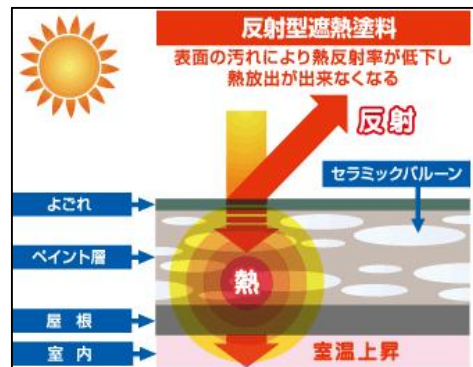 反射型遮熱塗料
表面の汚れにより熱反射率が低下し
熱放出が出来なくなる
反射
セラミックバルーン
よごれ
ペイント層
熱
屋根
室内
室温上昇